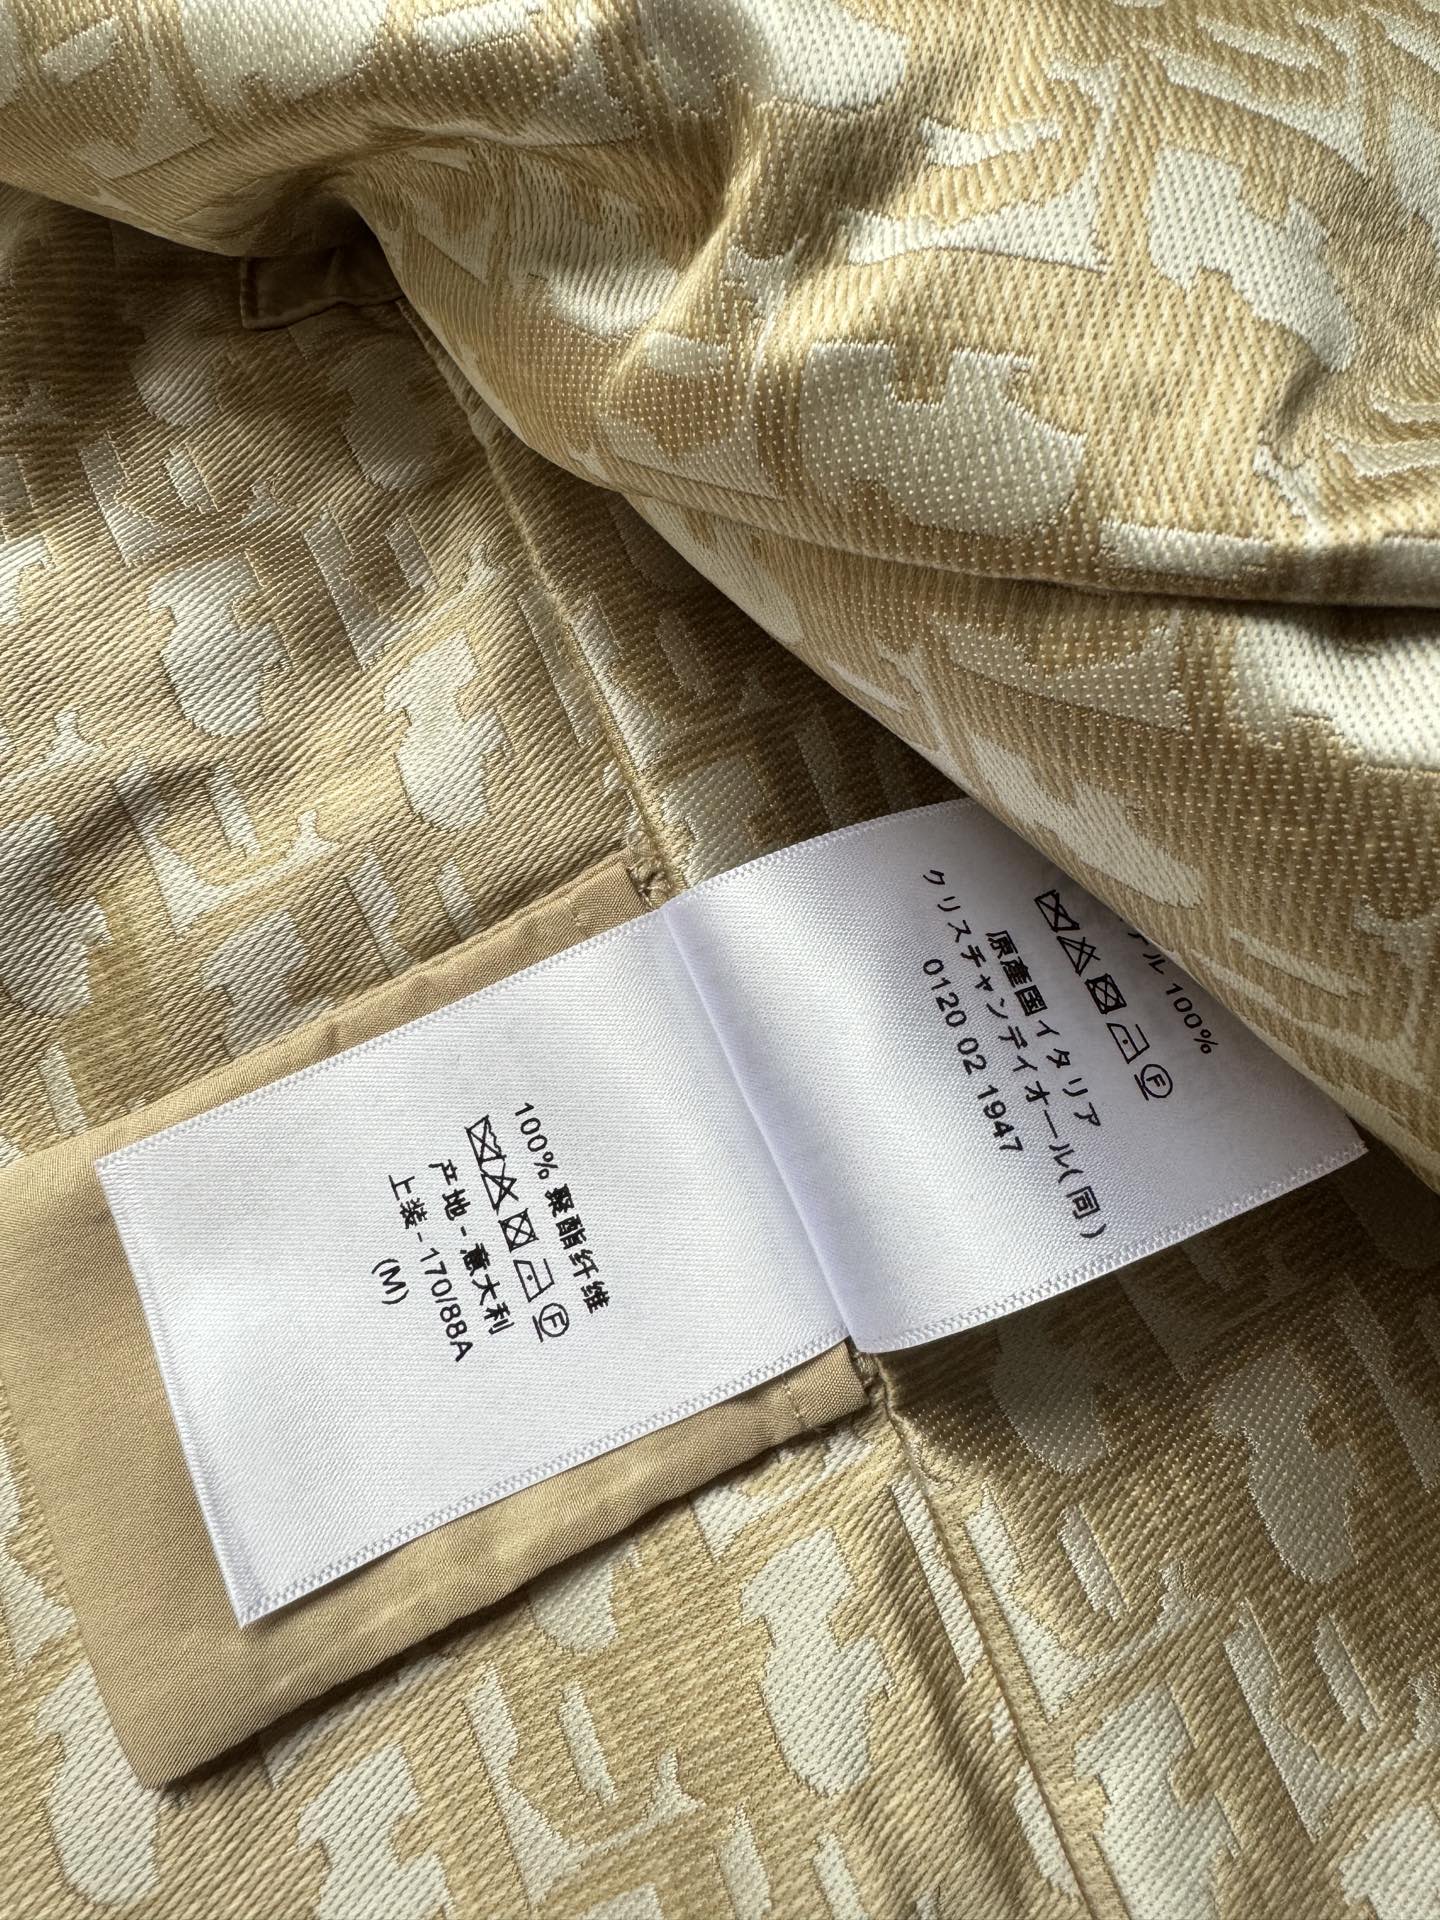 100% 聚酯纤维
产地 - 意大利
上装 - 170/88A
(M)
ル 100%
原産国イタリア
クリスチャンディオール(同)
0120 02 1947